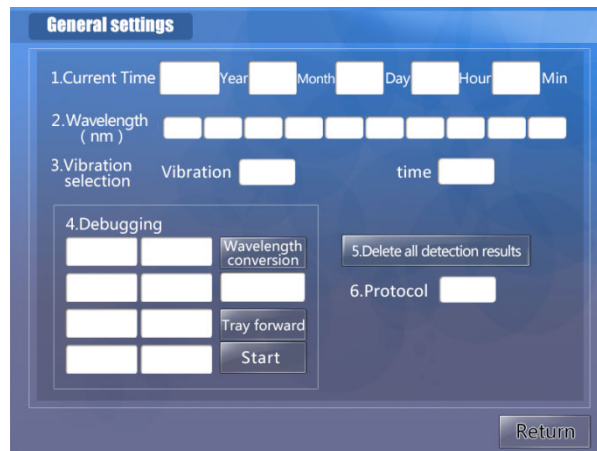 General settings
1.Current Time Year Month Day Hour Min
2.Wavelength
( nm )
3.Vibration
selection
Vibration time
4.Debugging
Wavelength
conversion
5.Delete all detection results
6.Protocol
Tray forward
Start
Return